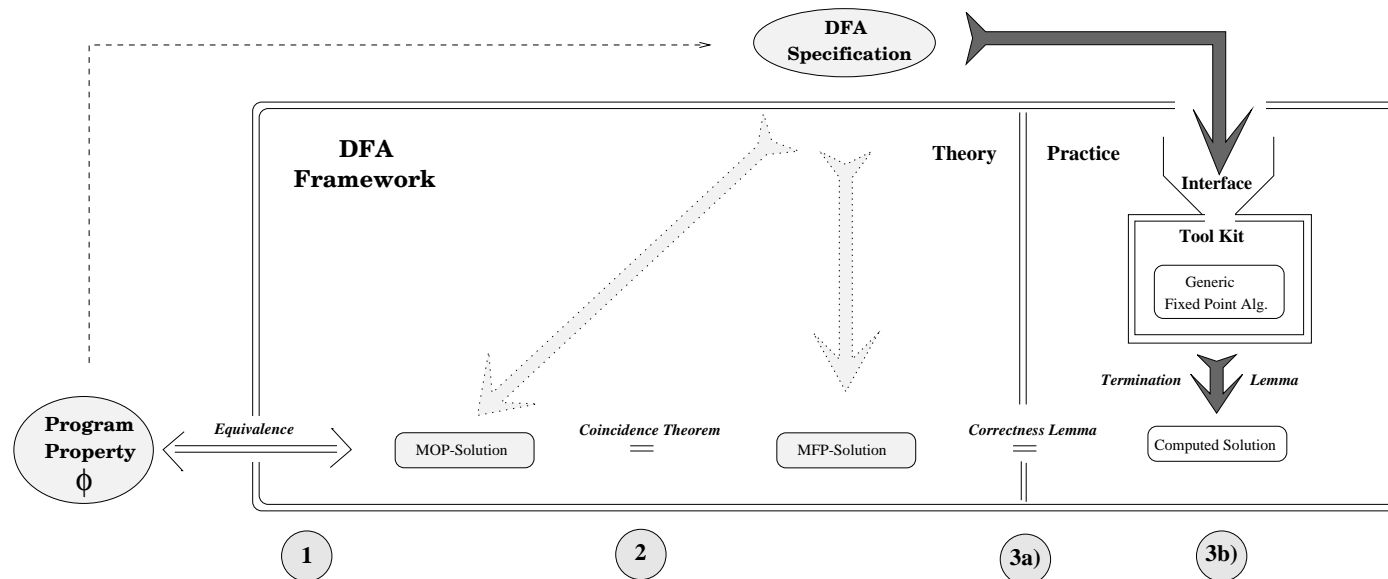 DFA
Specification
DFA
Framework
Theory
Practice
Interface
Tool Kit
Generic
Fixed Point Alg.
Termination
Lemma
Program
Property
ϕ
Equivalence
MOP-Solution
Coincidence Theorem
=
MFP-Solution
Correctness Lemma
=
Computed Solution
1
2
3a)
3b)